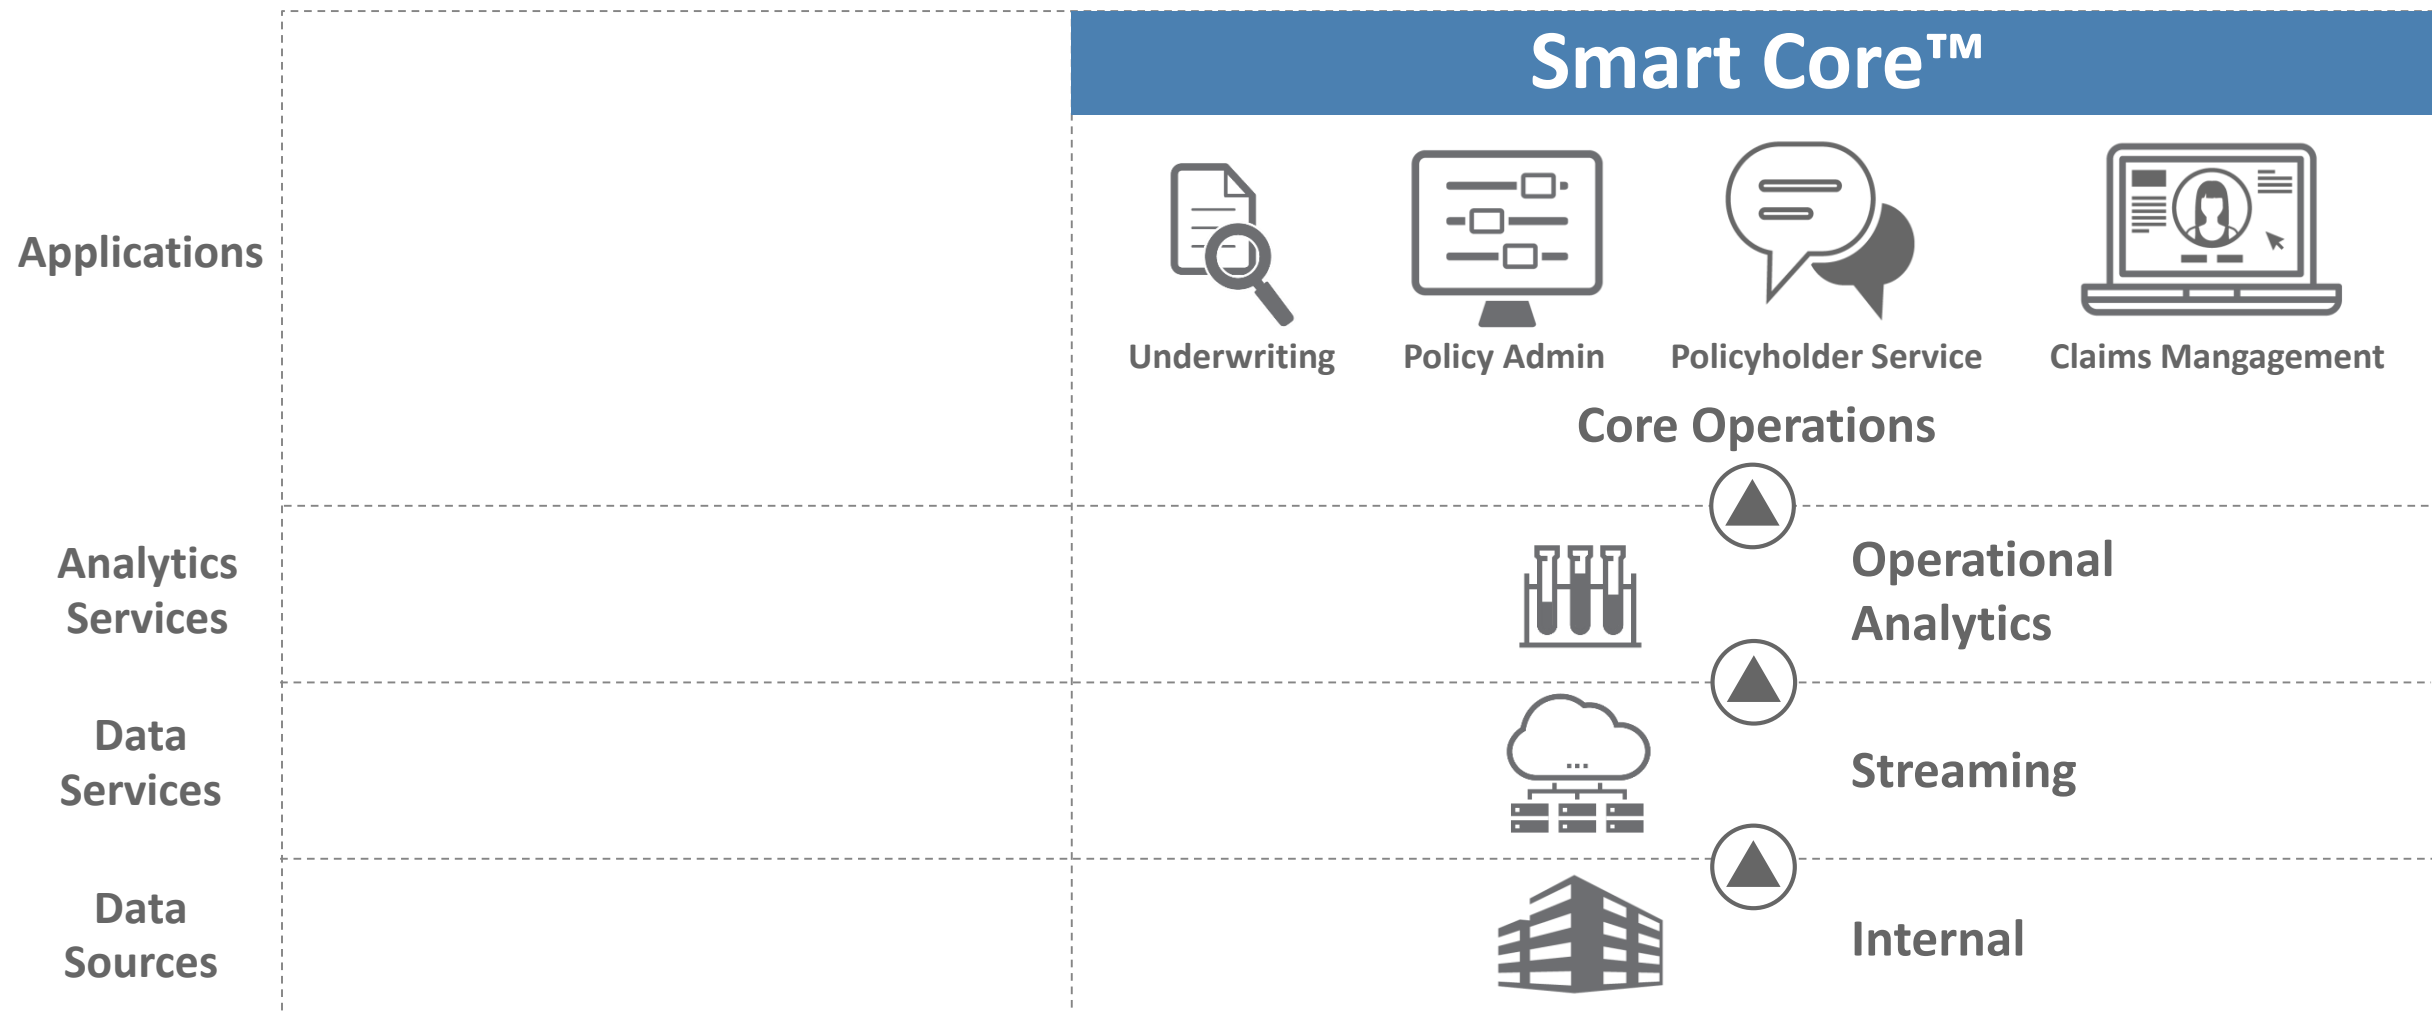 Smart Core™
Applications
Underwriting
Policy Admin
Policyholder Service
Claims Mangagement
Core Operations
Analytics
Services
Operational
Analytics
Data
Services
Streaming
Data
Sources
Internal